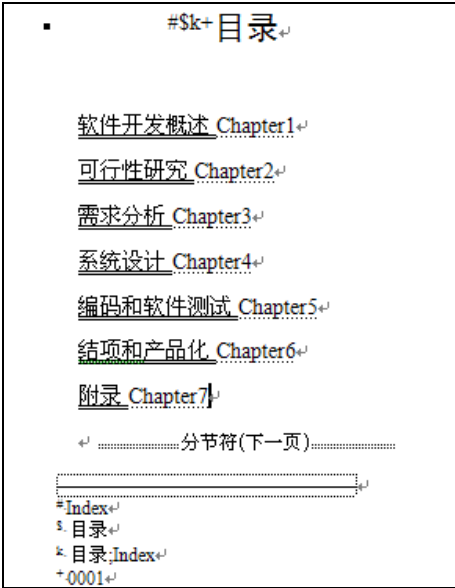 #$k+目录
软件开发概述 Chapter1
可行性研究 Chapter2
需求分析 Chapter3
系统设计 Chapter4
编码和软件测试 Chapter5
结项和产品化 Chapter6
附录 Chapter7
分节符(下一页)
# Index
$ 目录
k 目录;Index
+ 0001